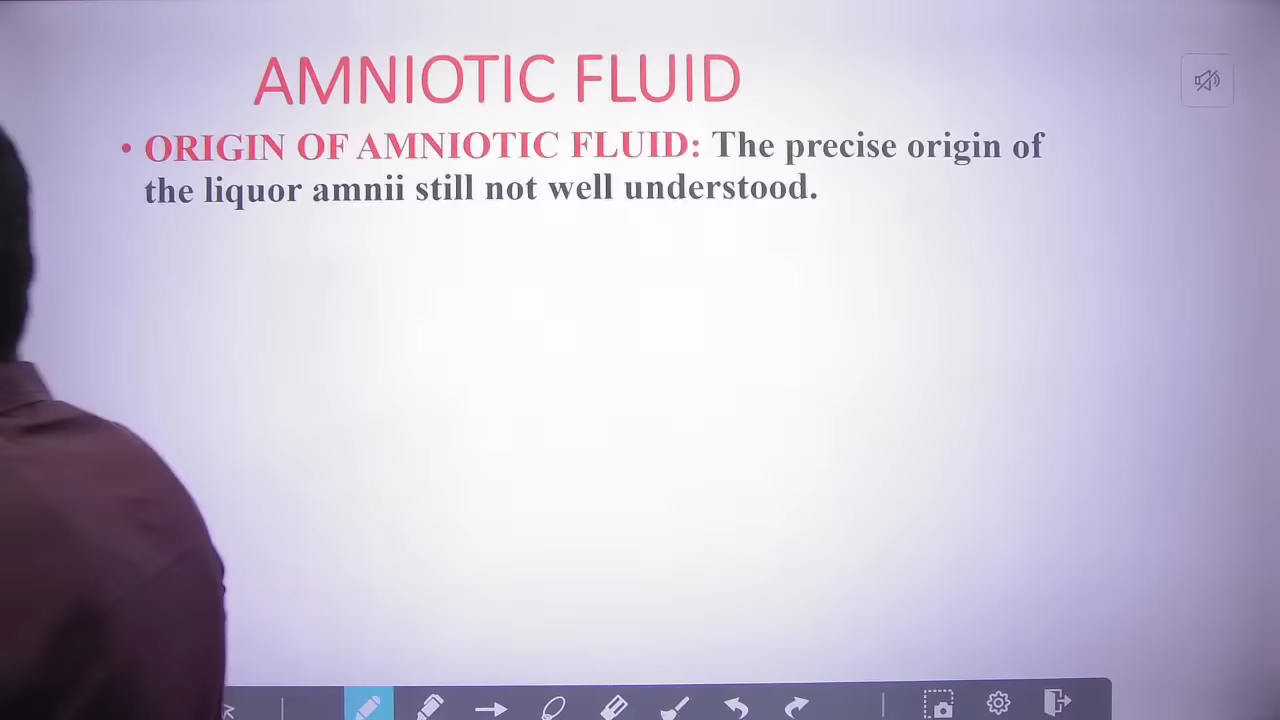 AMNIOTIC FLUID
• ORIGIN OF AMNIOTIC FLUID: The precise origin of
the liquor amnii still not well understood.